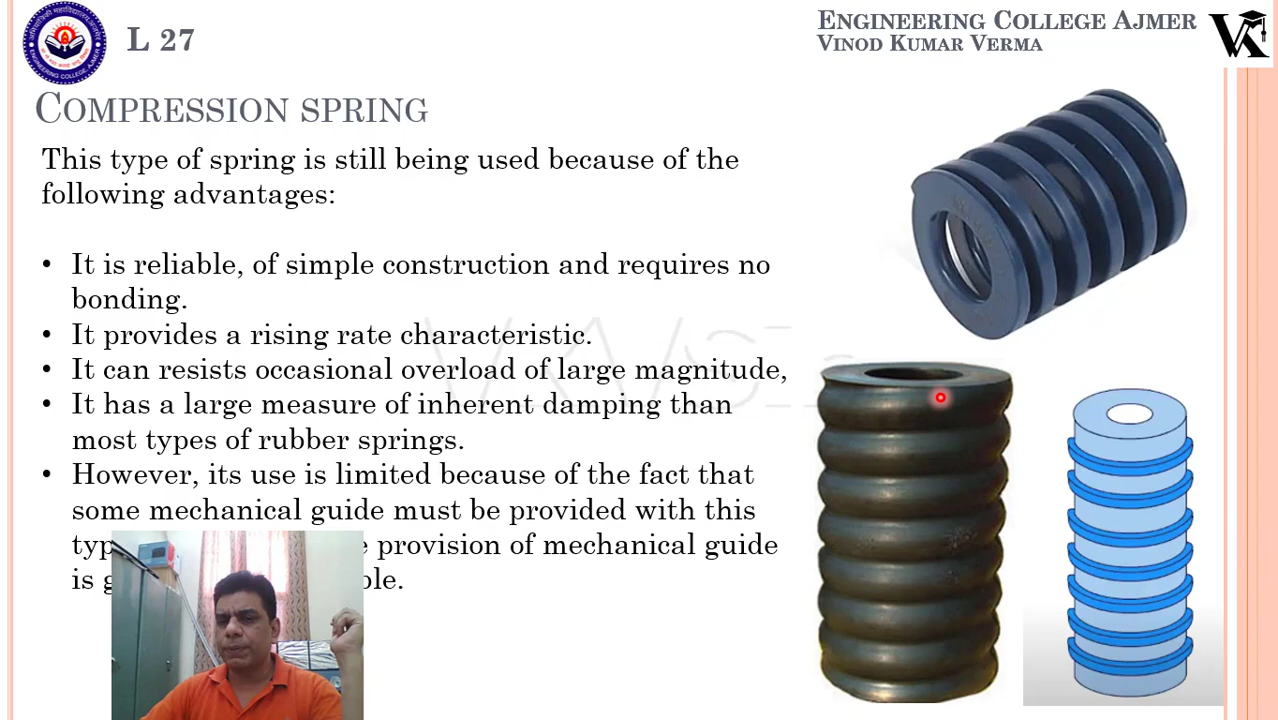 L 27
ENGINEERING COLLEGE AJMER
VINOD KUMAR VERMA
COMPRESSION SPRING
This type of spring is still being used because of the
following advantages:
• It is reliable, of simple construction and requires no
bonding.
• It provides a rising rate characteristic.
• It can resists occasional overload of large magnitude,
• It has a large measure of inherent damping than
most types of rubber springs.
• However, its use is limited because of the fact that
some mechanical guide must be provided with this
provision of mechanical guide
is